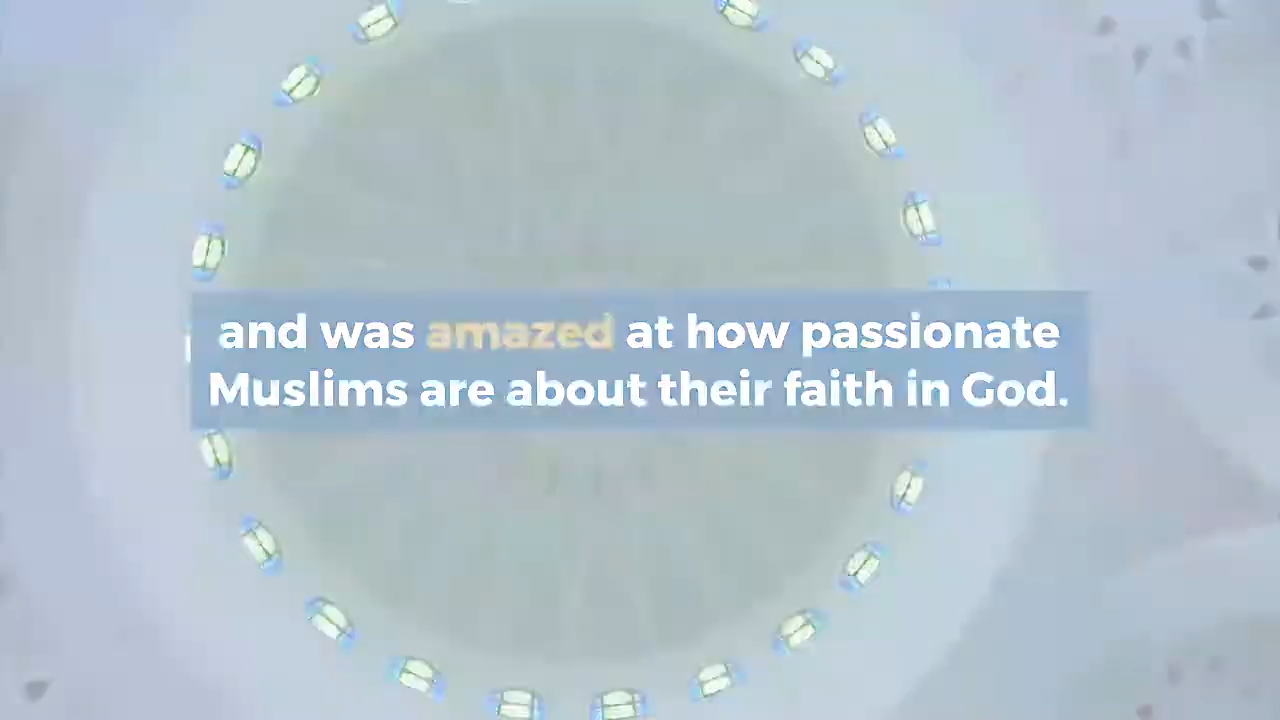 and was amazed at how passionate
Muslims are about their faith in God.